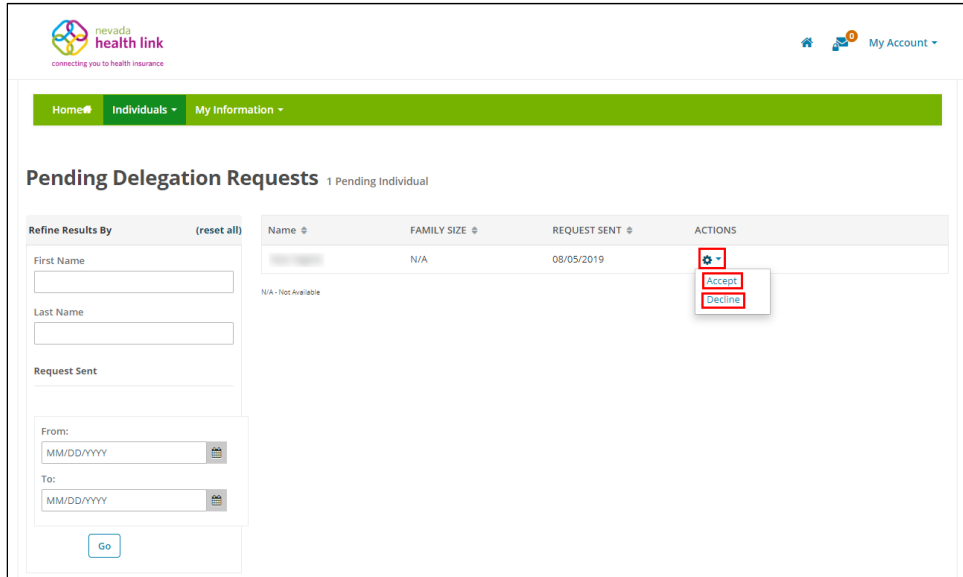 nevada
health link
connecting you to health insurance
0
My Account
Home
Individuals
My Information
Pending Delegation Requests 1 Pending Individual
Refine Results By (reset all)
First Name
Last Name
Request Sent
From:
MM/DD/YYYY
To:
MM/DD/YYYY
Go
Name FAMILY SIZE REQUEST SENT ACTIONS
N/A 08/05/2019
Accept
Decline
N/A - Not Available